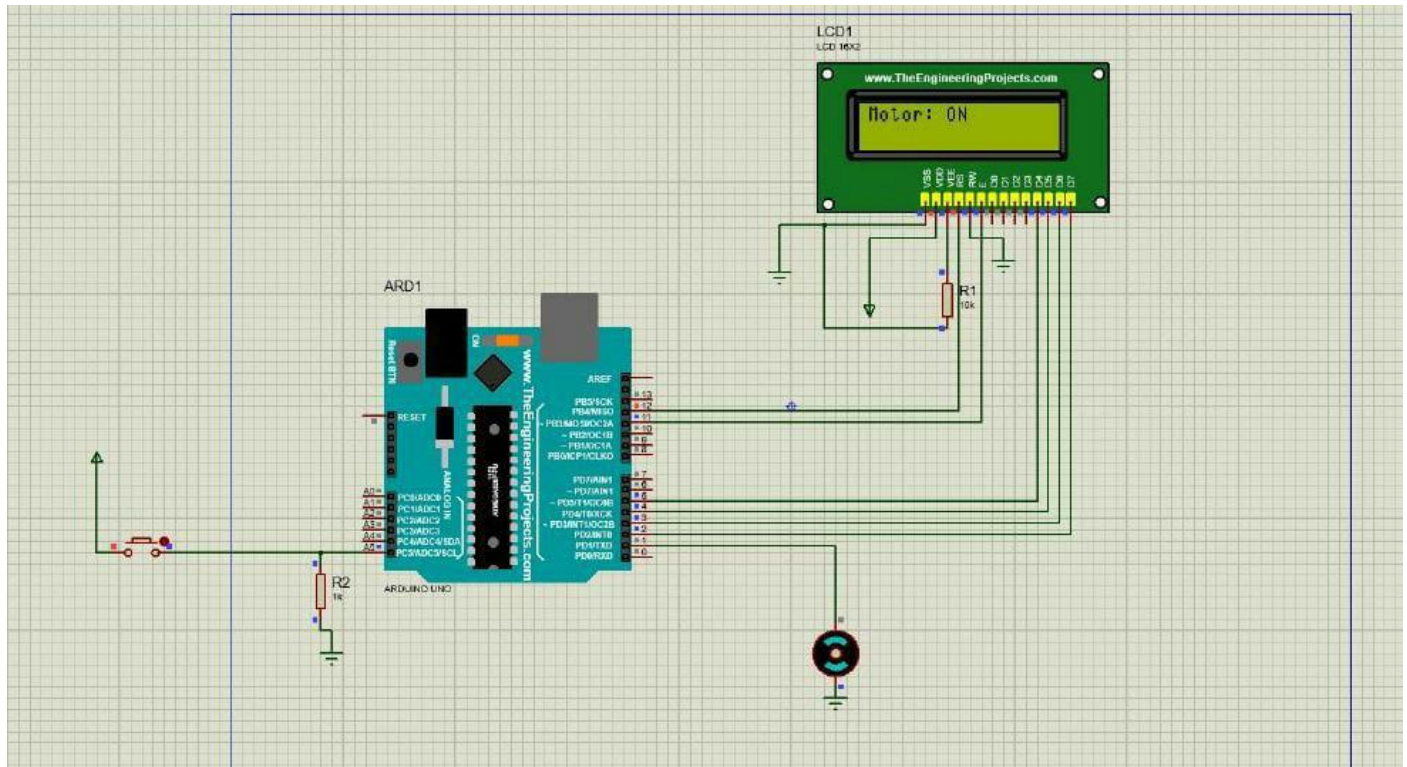 LCD1
LCD 16X2
www.TheEngineeringProjects.com
Motor: ON
VSS
VDD
VEE
RS
RW
E
D0
D1
D2
D3
D4
D5
D6
D7
R1
10k
ARD1
Reset BTN
www.TheEngineeringProjects.com
AREF
13
PB5/SCK
12
PB4/MISO
11
~PB3/MOSI/OC2A
10
~ PB2/OC1B
9
~ PB1/OC1A
8
PB0/ICP1/CLKO
RESET
ANALOG IN
7
PD7/AIN1
6
~ PD7/AIN1
5
~ PD5/T1/OC0B
4
PD4/T0/XCK
3
~ PD3/INT1/OC2B
2
PD2/INT0
1
PD1/TXD
0
PD0/RXD
A0
PC0/ADC0
A1
PC1/ADC1
A2
PC2/ADC2
A3
PC3/ADC3
A4
PC4/ADC4/SDA
A5
PC5/ADC5/SCL
ARDUINO UNO
R2
1k